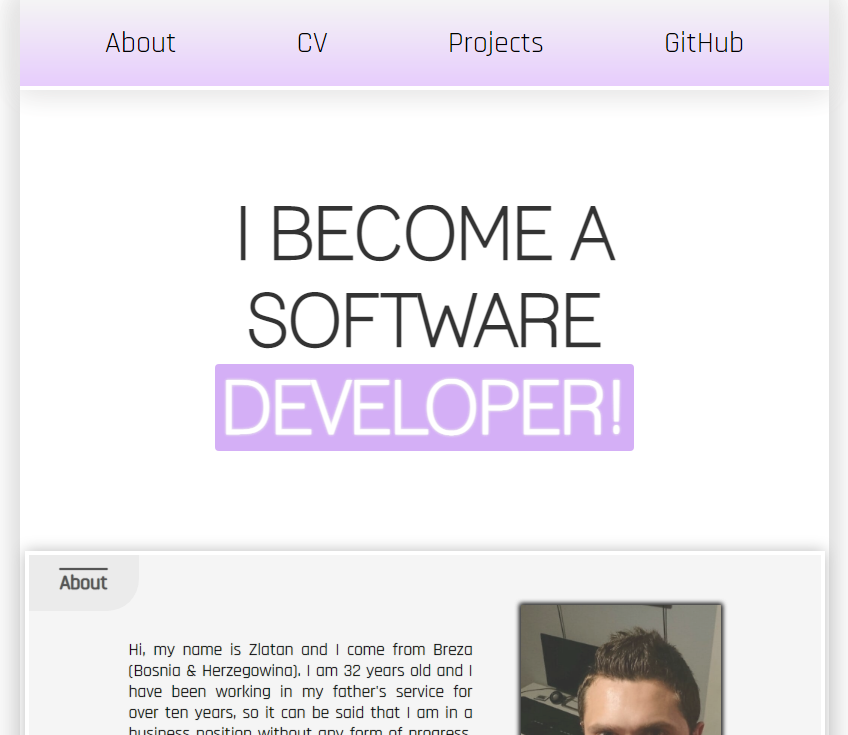 About CV Projects GitHub
I BECOME A
SOFTWARE
DEVELOPER!
About
Hi, my name is Zlatan and I come from Breza
(Bosnia & Herzegowina). I am 32 years old and I
have been working in my father's service for
over ten years, so it can be said that I am in a
business position without any form of progress.